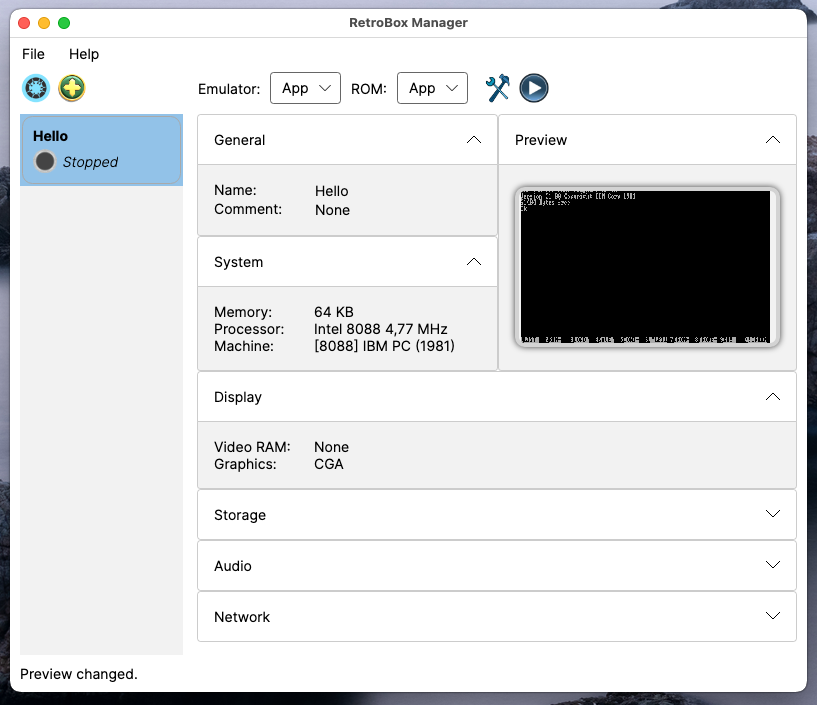 RetroBox Manager
File Help
Emulator: App ROM: App
Hello
Stopped
General
Name: Hello
Comment: None
System
Memory: 64 KB
Processor: Intel 8088 4,77 MHz
Machine: [8088] IBM PC (1981)
Preview
Ok
Display
Video RAM: None
Graphics: CGA
Storage
Audio
Network
Preview changed.